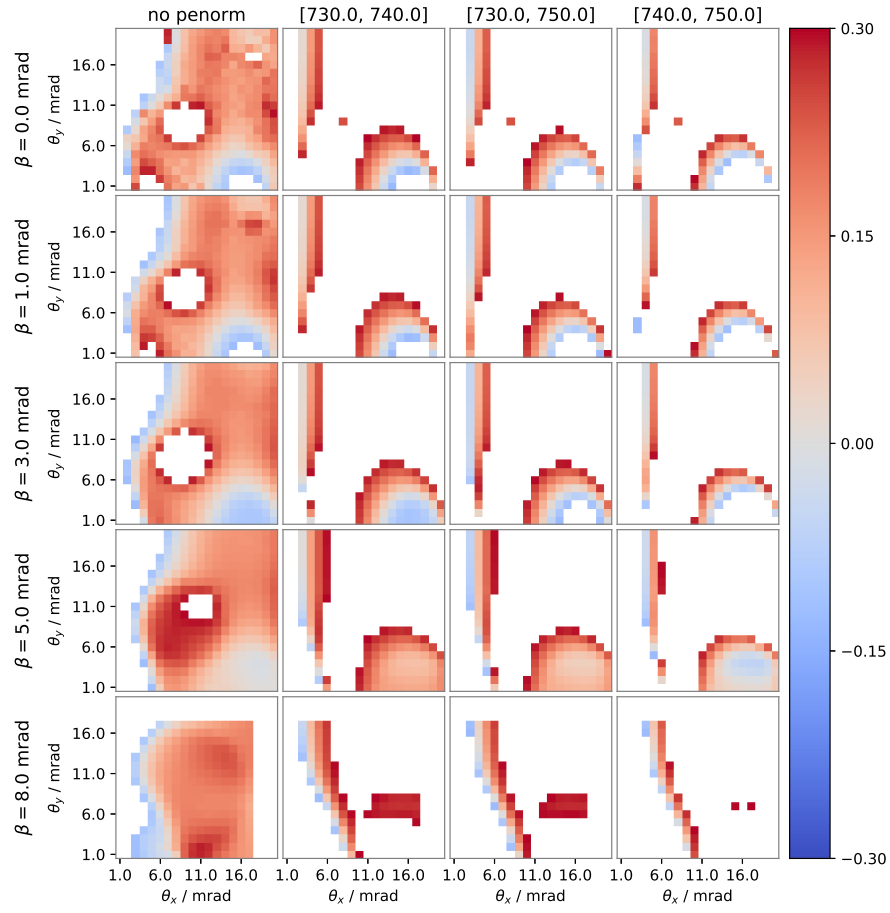 no penorm [730.0, 740.0] [730.0, 750.0] [740.0, 750.0]
β = 0.0 mrad
θy / mrad
16.0
11.0
6.0
1.0
β = 1.0 mrad
θy / mrad
16.0
11.0
6.0
1.0
β = 3.0 mrad
θy / mrad
16.0
11.0
6.0
1.0
β = 5.0 mrad
θy / mrad
16.0
11.0
6.0
1.0
β = 8.0 mrad
θy / mrad
16.0
11.0
6.0
1.0
1.0 6.0 11.0 16.0 1.0 6.0 11.0 16.0 1.0 6.0 11.0 16.0 1.0 6.0 11.0 16.0
θx / mrad θx / mrad θx / mrad θx / mrad
0.30
0.15
0.00
−0.15
−0.30